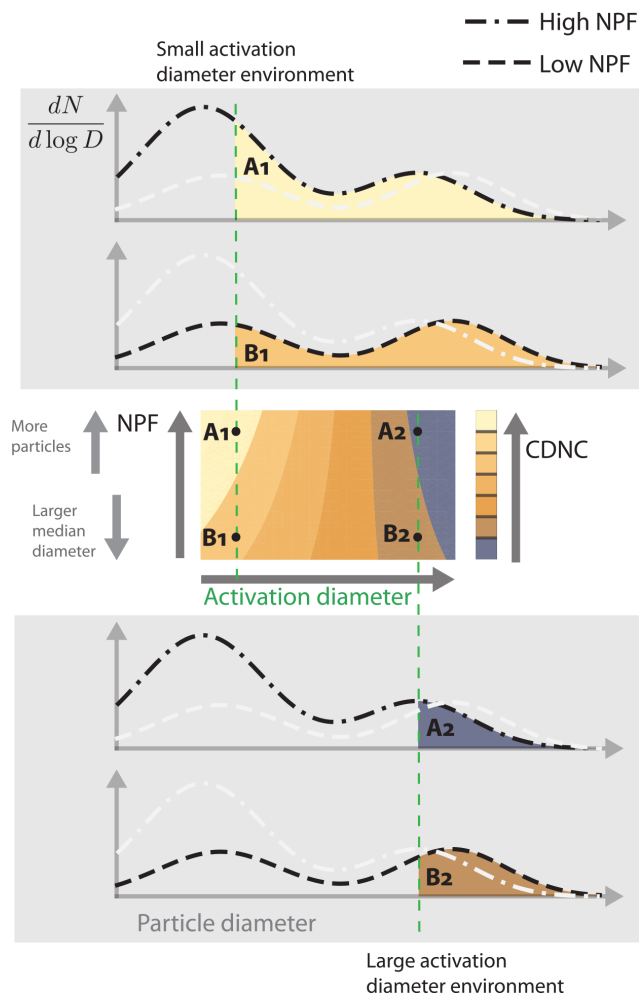 High NPF
Low NPF
Small activation
diameter environment
dN
d log D
A1
B1
More
particles
NPF
Larger
median
diameter
A1
A2
B1
B2
CDNC
Activation diameter
A2
B2
Particle diameter
Large activation
diameter environment